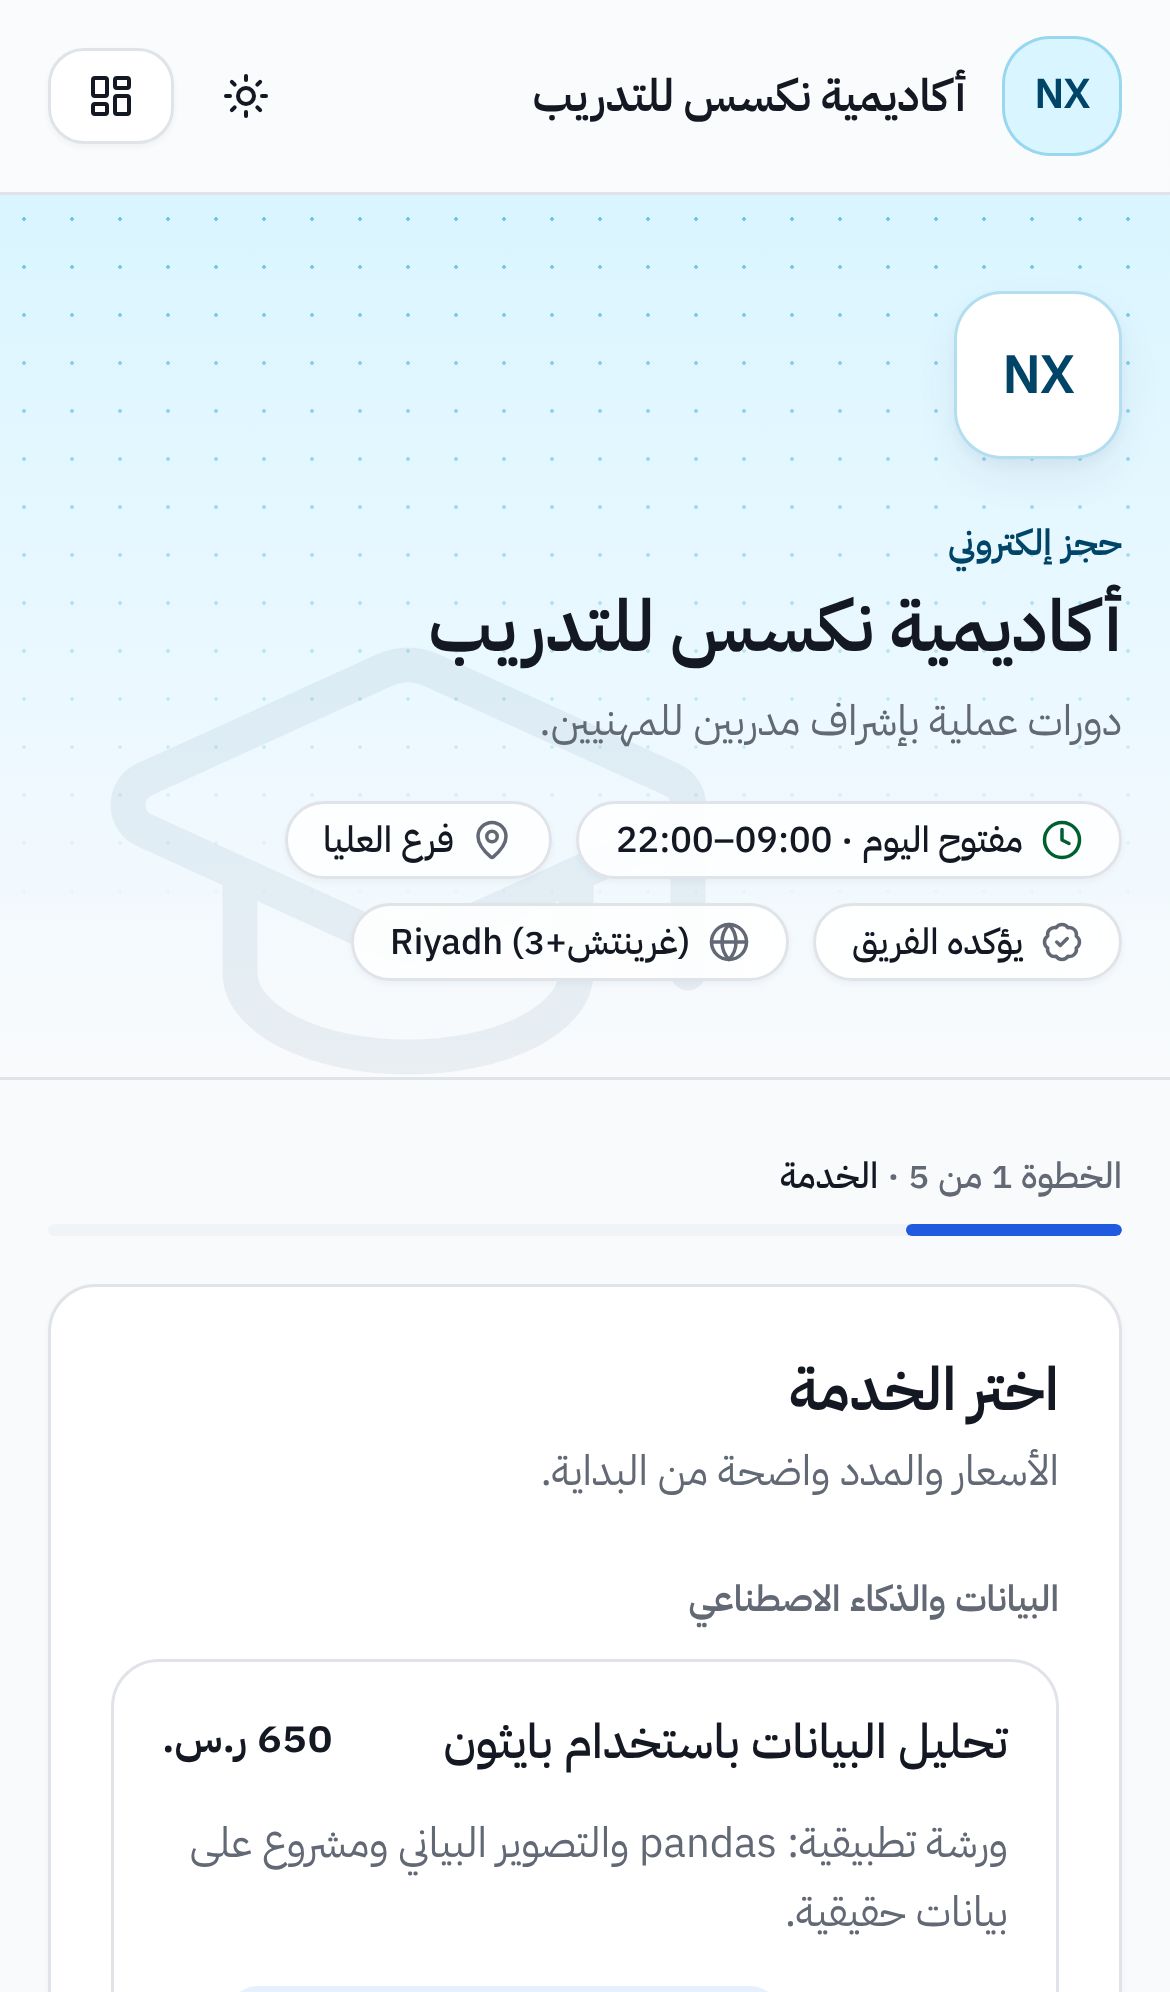 NX
أكاديمية نكسس للتدريب
NX
حجز إلكتروني
أكاديمية نكسس للتدريب
دورات عملية بإشراف مدربين للمهنيين.
مفتوح اليوم · 09:00–22:00
فرع العليا
يؤكده الفريق
Riyadh (غرينتش+3)
الخطوة 1 من 5 · الخدمة
اختر الخدمة
الأسعار والمدد واضحة من البداية.
البيانات والذكاء الاصطناعي
تحليل البيانات باستخدام بايثون
650 ر.س.
ورشة تطبيقية: pandas والتصوير البياني ومشروع على
بيانات حقيقية.